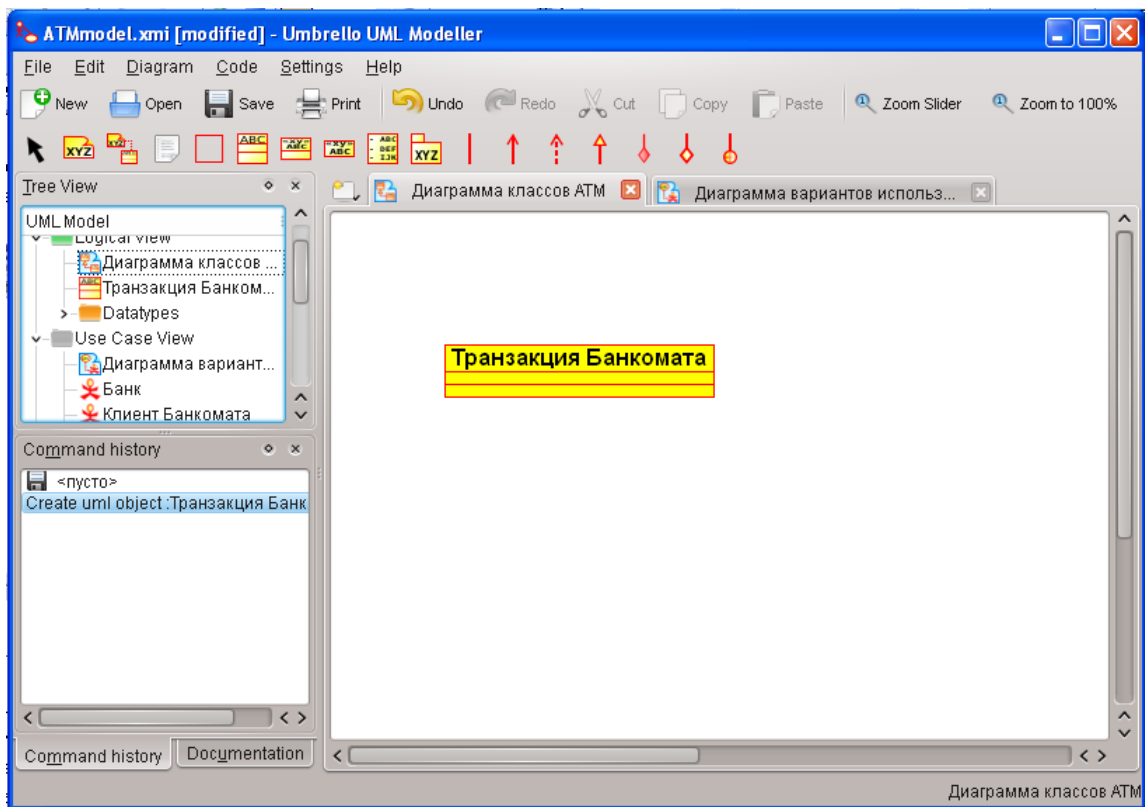 ATMmodel.xmi [modified] - Umbrello UML Modeller
File Edit Diagram Code Settings Help
New Open Save Print Undo Redo Cut Copy Paste Zoom Slider Zoom to 100%
Tree View
Диаграмма классов ATM
Диаграмма вариантов использ...
UML Model
Logical View
Диаграмма классов ...
Транзакция Банком...
Datatypes
Use Case View
Диаграмма вариант...
Банк
Клиент Банкомата
Транзакция Банкомата
Command history
<пусто>
Create uml object :Транзакция Банк
Command history Documentation
Диаграмма классов ATM